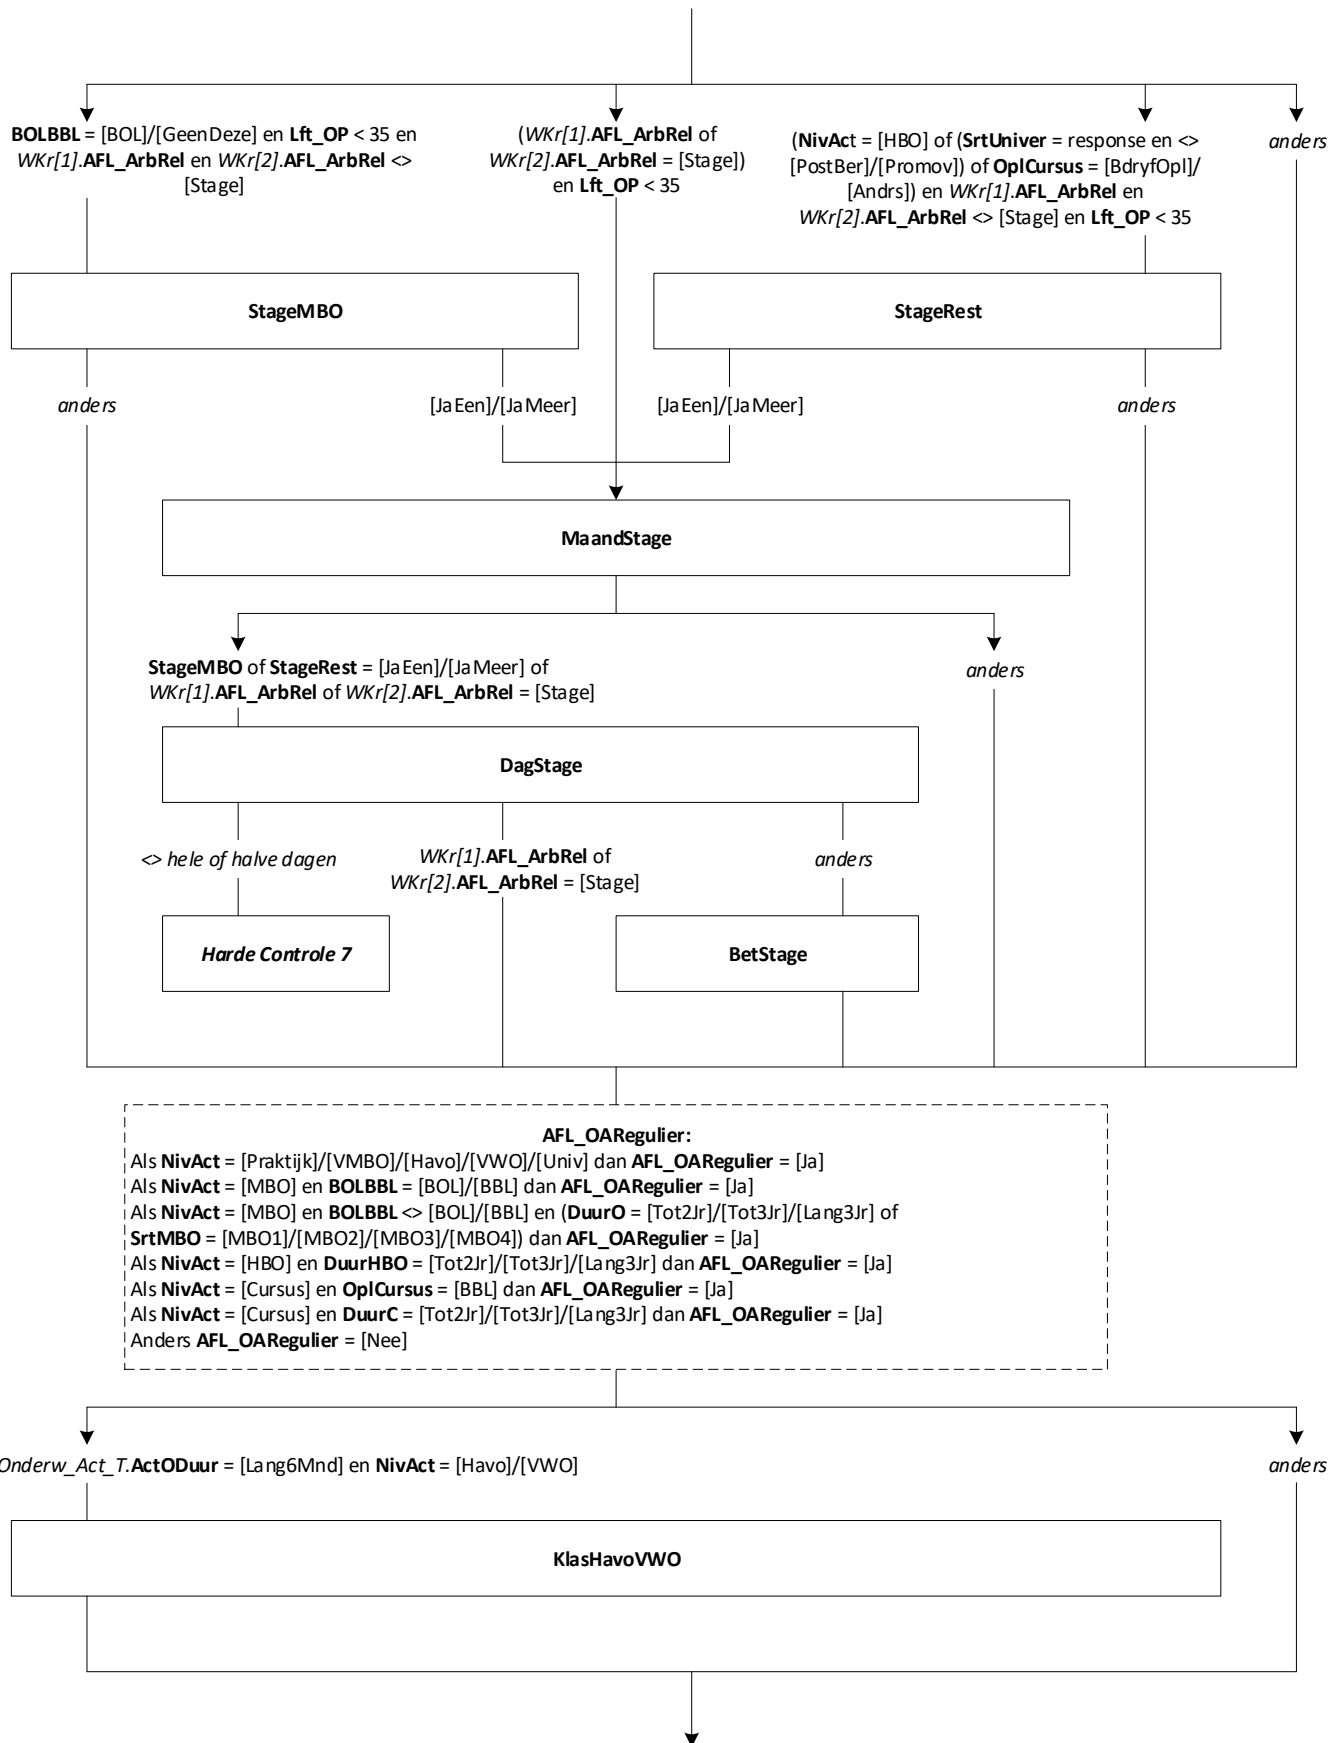 BOLBBL = [BOL]/[GeenDeze] en Lft_OP < 35 en
WKr[1].AFL_ArbRel en WKr[2].AFL_ArbRel <>
[Stage]
(WKr[1].AFL_ArbRel of
WKr[2].AFL_ArbRel = [Stage])
en Lft_OP < 35
(NivAct = [HBO] of (SrtUniver = response en <>
[PostBer]/[Promov]) of OplCursus = [BdryfOpl]/
[Andrs]) en WKr[1].AFL_ArbRel en
WKr[2].AFL_ArbRel <> [Stage] en Lft_OP < 35
anders
StageMBO
StageRest
anders
[JaEen]/[JaMeer]
[JaEen]/[JaMeer]
anders
MaandStage
StageMBO of StageRest = [JaEen]/[JaMeer] of
WKr[1].AFL_ArbRel of WKr[2].AFL_ArbRel = [Stage]
anders
DagStage
<> hele of halve dagen
WKr[1].AFL_ArbRel of
WKr[2].AFL_ArbRel = [Stage]
anders
Harde Controle 7
BetStage
AFL_OARegulier:
Als NivAct = [Praktijk]/[VMBO]/[Havo]/[VWO]/[Univ] dan AFL_OARegulier = [Ja]
Als NivAct = [MBO] en BOLBBL = [BOL]/[BBL] dan AFL_OARegulier = [Ja]
Als NivAct = [MBO] en BOLBBL <> [BOL]/[BBL] en (DuurO = [Tot2Jr]/[Tot3Jr]/[Lang3Jr] of
SrtMBO = [MBO1]/[MBO2]/[MBO3]/[MBO4]) dan AFL_OARegulier = [Ja]
Als NivAct = [HBO] en DuurHBO = [Tot2Jr]/[Tot3Jr]/[Lang3Jr] dan AFL_OARegulier = [Ja]
Als NivAct = [Cursus] en OplCursus = [BBL] dan AFL_OARegulier = [Ja]
Als NivAct = [Cursus] en DuurC = [Tot2Jr]/[Tot3Jr]/[Lang3Jr] dan AFL_OARegulier = [Ja]
Anders AFL_OARegulier = [Nee]
Onderw_Act_T.ActODuur = [Lang6Mnd] en NivAct = [Havo]/[VWO]
anders
KlasHavoVWO